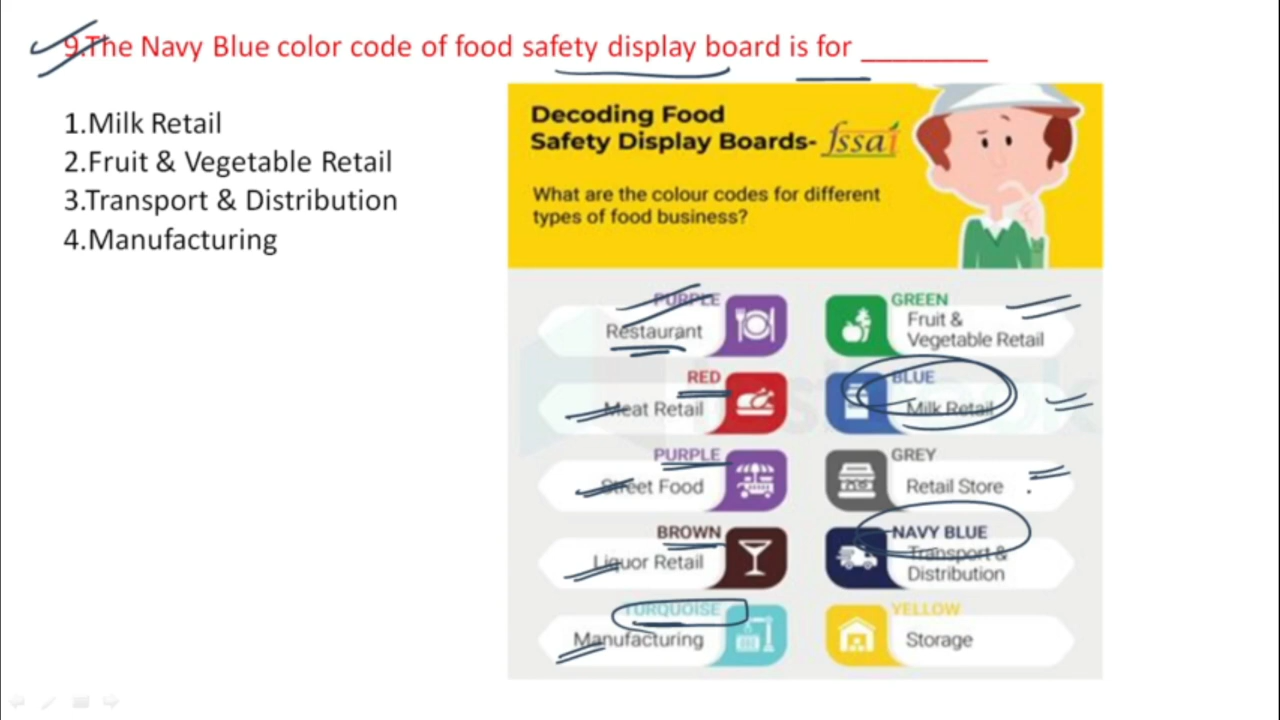 9.The Navy Blue color code of food safety display board is for ________
1.Milk Retail
2.Fruit & Vegetable Retail
3.Transport & Distribution
4.Manufacturing
Decoding Food
Safety Display Boards- fssai
What are the colour codes for different
types of food business?
PURPLE
Restaurant
GREEN
Fruit &
Vegetable Retail
RED
Meat Retail
BLUE
Milk Retail
PURPLE
Street Food
GREY
Retail Store
BROWN
Liquor Retail
NAVY BLUE
Transport &
Distribution
TURQUOISE
Manufacturing
YELLOW
Storage